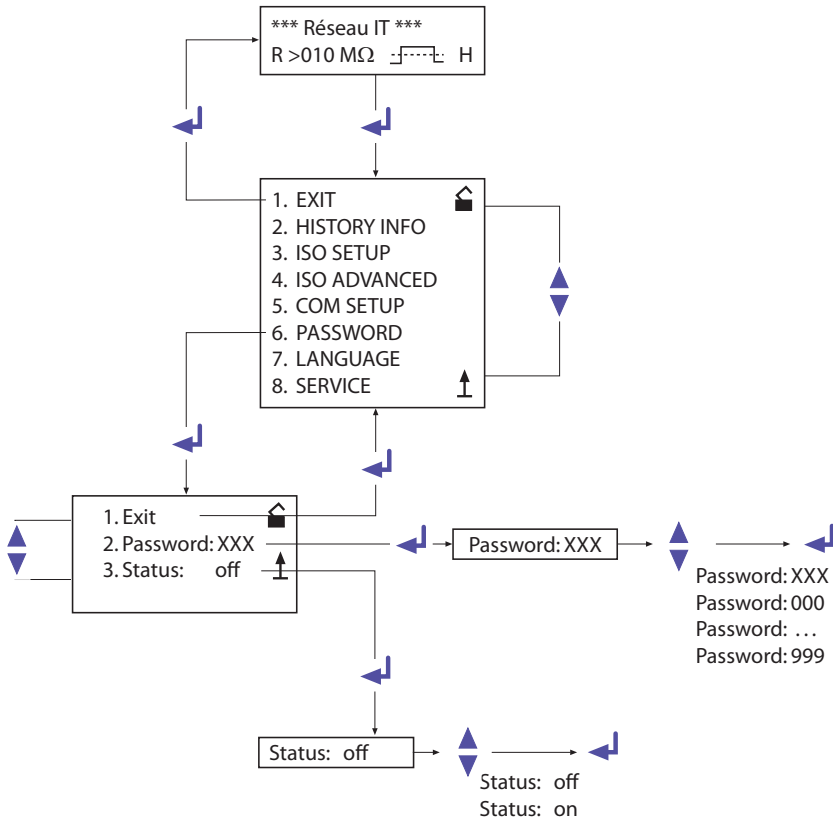 *** Réseau IT ***
R >010 MΩ H
1. EXIT
2. HISTORY INFO
3. ISO SETUP
4. ISO ADVANCED
5. COM SETUP
6. PASSWORD
7. LANGUAGE
8. SERVICE
1. Exit
2. Password: XXX
3. Status: off
Password: XXX
Password: XXX
Password: 000
Password: ...
Password: 999
Status: off
Status: off
Status: on